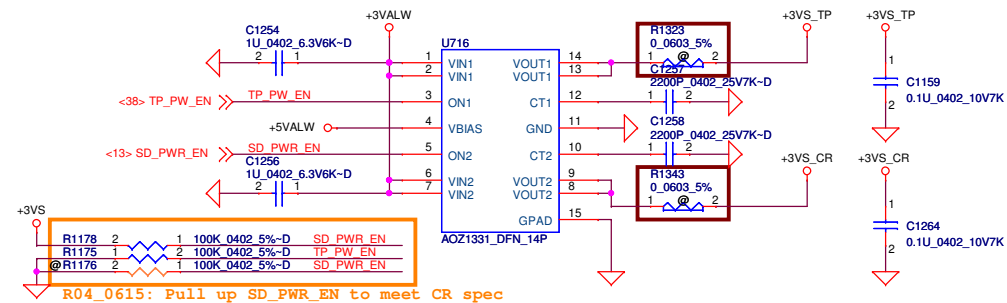 +3VALW
C1254
1U_0402_6.3V6K~D
2 1
U716
1 VIN1 VOUT1 14
2 VIN1 VOUT1 13
R1323
0_0603_5%
1 @ 2
+3VS_TP
+3VS_TP
C1257
2200P_0402_25V7K~D
1 2
<38> TP_PW_EN TP_PW_EN 3 ON1 CT1 12
1
C1159
0.1U_0402_10V7K
2
+5VALW 4 VBIAS GND 11
C1258
2200P_0402_25V7K~D
1 2
<13> SD_PWR_EN SD_PWR_EN 5 ON2 CT2 10
C1256
1U_0402_6.3V6K~D
2 1
6 VIN2 VOUT2 9
7 VIN2 VOUT2 8
R1343
0_0603_5%
1 @ 2
+3VS_CR
+3VS_CR
GPAD 15
AOZ1331_DFN_14P
1
C1264
0.1U_0402_10V7K
2
+3VS
R1178 2 1 100K_0402_5%~D SD_PWR_EN
R1175 1 2 100K_0402_5%~D TP_PW_EN
@R1176 2 1 100K_0402_5%~D SD_PWR_EN
R04_0615: Pull up SD_PWR_EN to meet CR spec